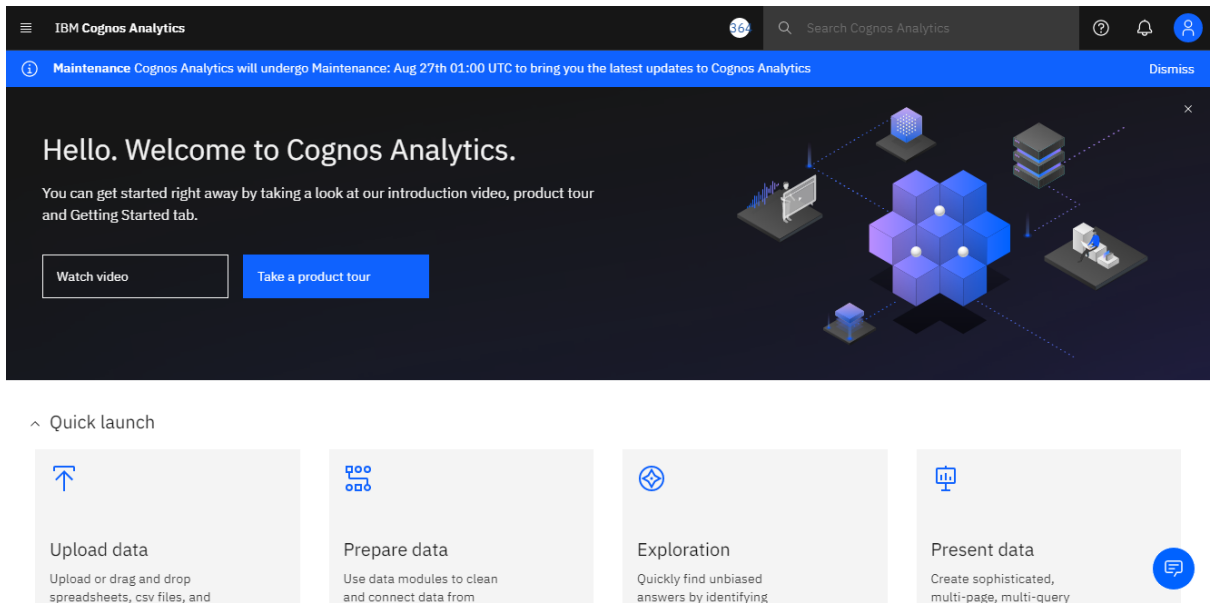 IBM Cognos Analytics
364
Search Cognos Analytics
Maintenance Cognos Analytics will undergo Maintenance: Aug 27th 01:00 UTC to bring you the latest updates to Cognos Analytics
Dismiss
Hello. Welcome to Cognos Analytics.
You can get started right away by taking a look at our introduction video, product tour
and Getting Started tab.
Watch video
Take a product tour
Quick launch
Upload data
Upload or drag and drop
spreadsheets, csv files, and
Prepare data
Use data modules to clean
and connect data from
Exploration
Quickly find unbiased
answers by identifying
Present data
Create sophisticated,
multi-page, multi-query